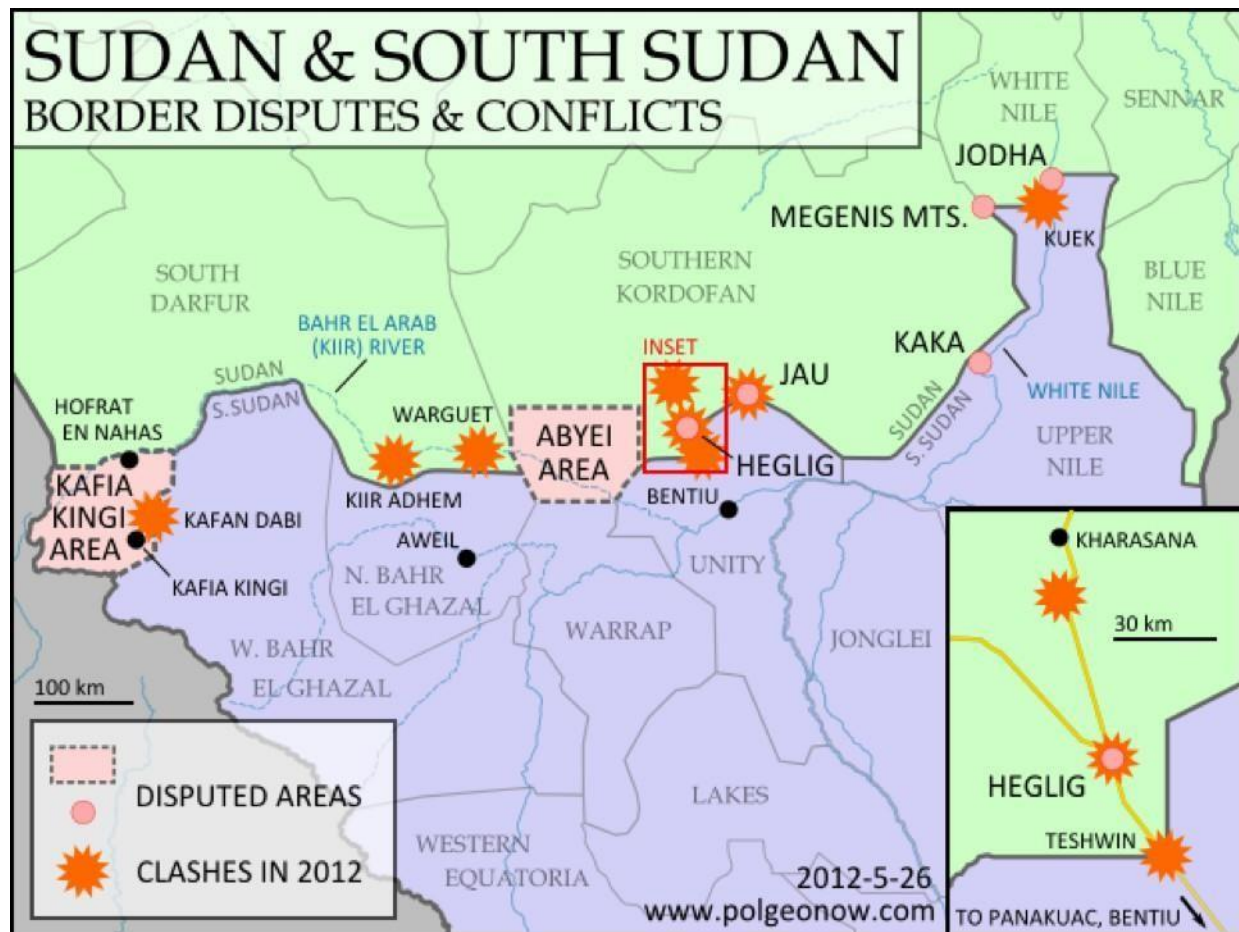 SUDAN & SOUTH SUDAN
BORDER DISPUTES & CONFLICTS
WHITE
NILE
SENNAR
JODHA
MEGENIS MTS.
KUEK
BLUE
NILE
SOUTH
DARFUR
SOUTHERN
KORDOFAN
BAHR EL ARAB
(KIIR) RIVER
INSET
JAU
KAKA
WHITE NILE
SUDAN
S. SUDAN
SUDAN
S. SUDAN
UPPER
NILE
HOFRAT
EN NAHAS
WARGUET
ABYEI
AREA
HEGLIG
KAFIA
KINGI
AREA
KAFAN DABI
KIIR ADHEM
BENTIU
KAFIA KINGI
AWEIL
N. BAHR
EL GHAZAL
UNITY
WARRAP
JONGLEI
W. BAHR
EL GHAZAL
LAKES
WESTERN
EQUATORIA
100 km
DISPUTED AREAS
CLASHES IN 2012
2012-5-26
www.polgeonow.com
KHARASANA
30 km
HEGLIG
TESHWIN
TO PANAKUAC, BENTIU